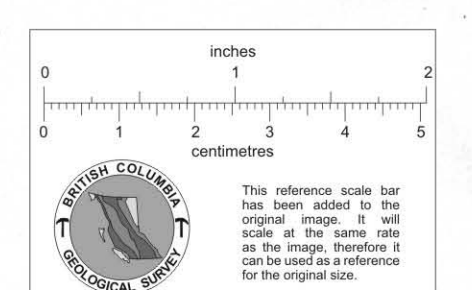 inches
0 1 2
0 1 2 3 4 5
centimetres
BRITISH COLUMBIA
GEOLOGICAL SURVEY
This reference scale bar
has been added to the
original image. It will
scale at the same rate
as the image, therefore it
can be used as a reference
for the original size.